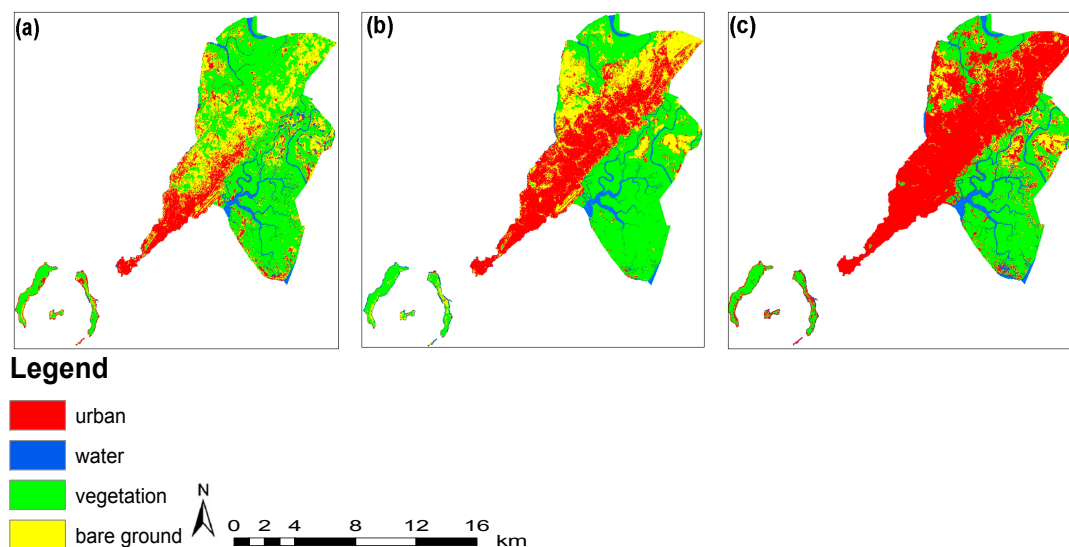 (a)
(b)
(c)
Legend
urban
water
vegetation
bare ground
N
0 2 4 8 12 16
km